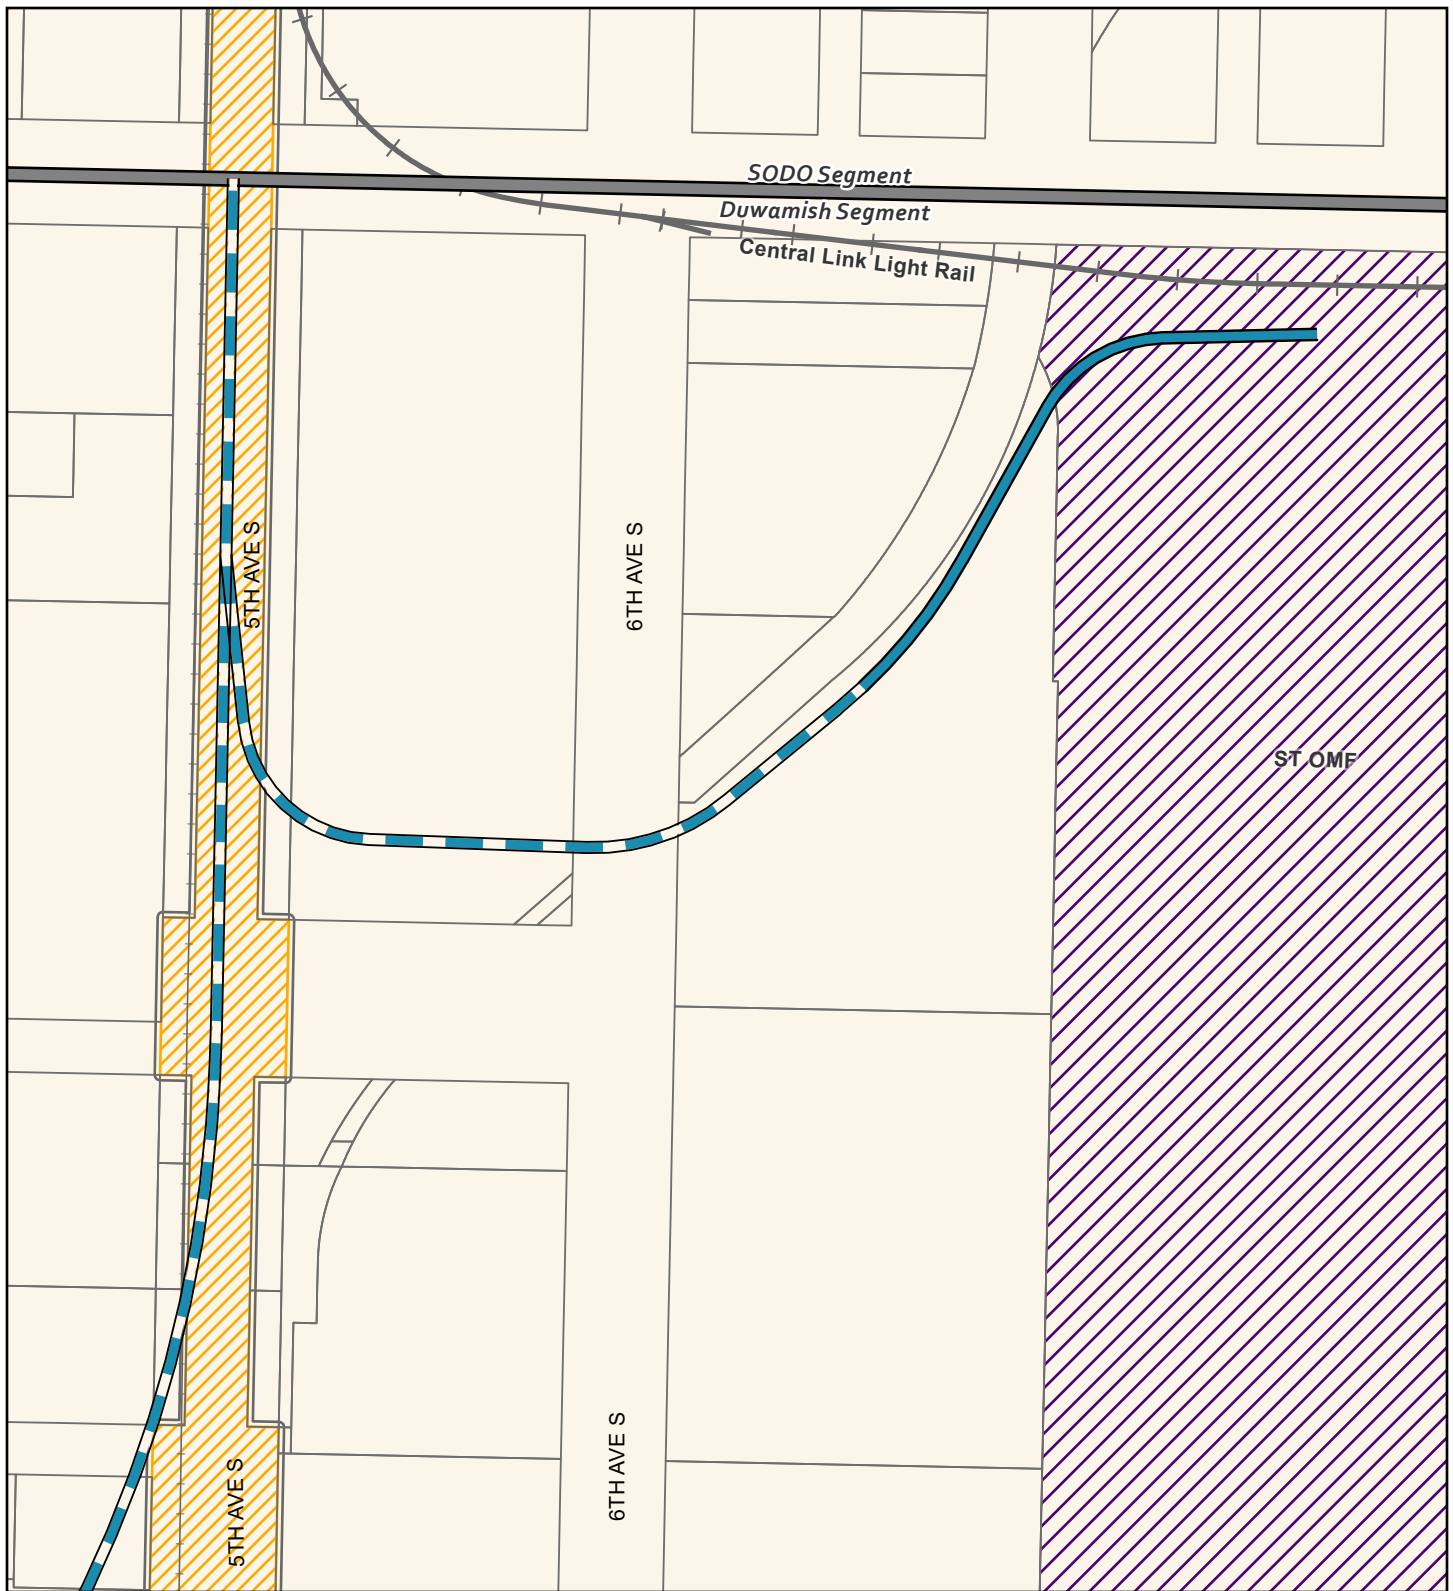 SODO Segment
Duwamish Segment
Central Link Light Rail
5TH AVE S
6TH AVE S
ST OMF
6TH AVE S
5TH AVE S